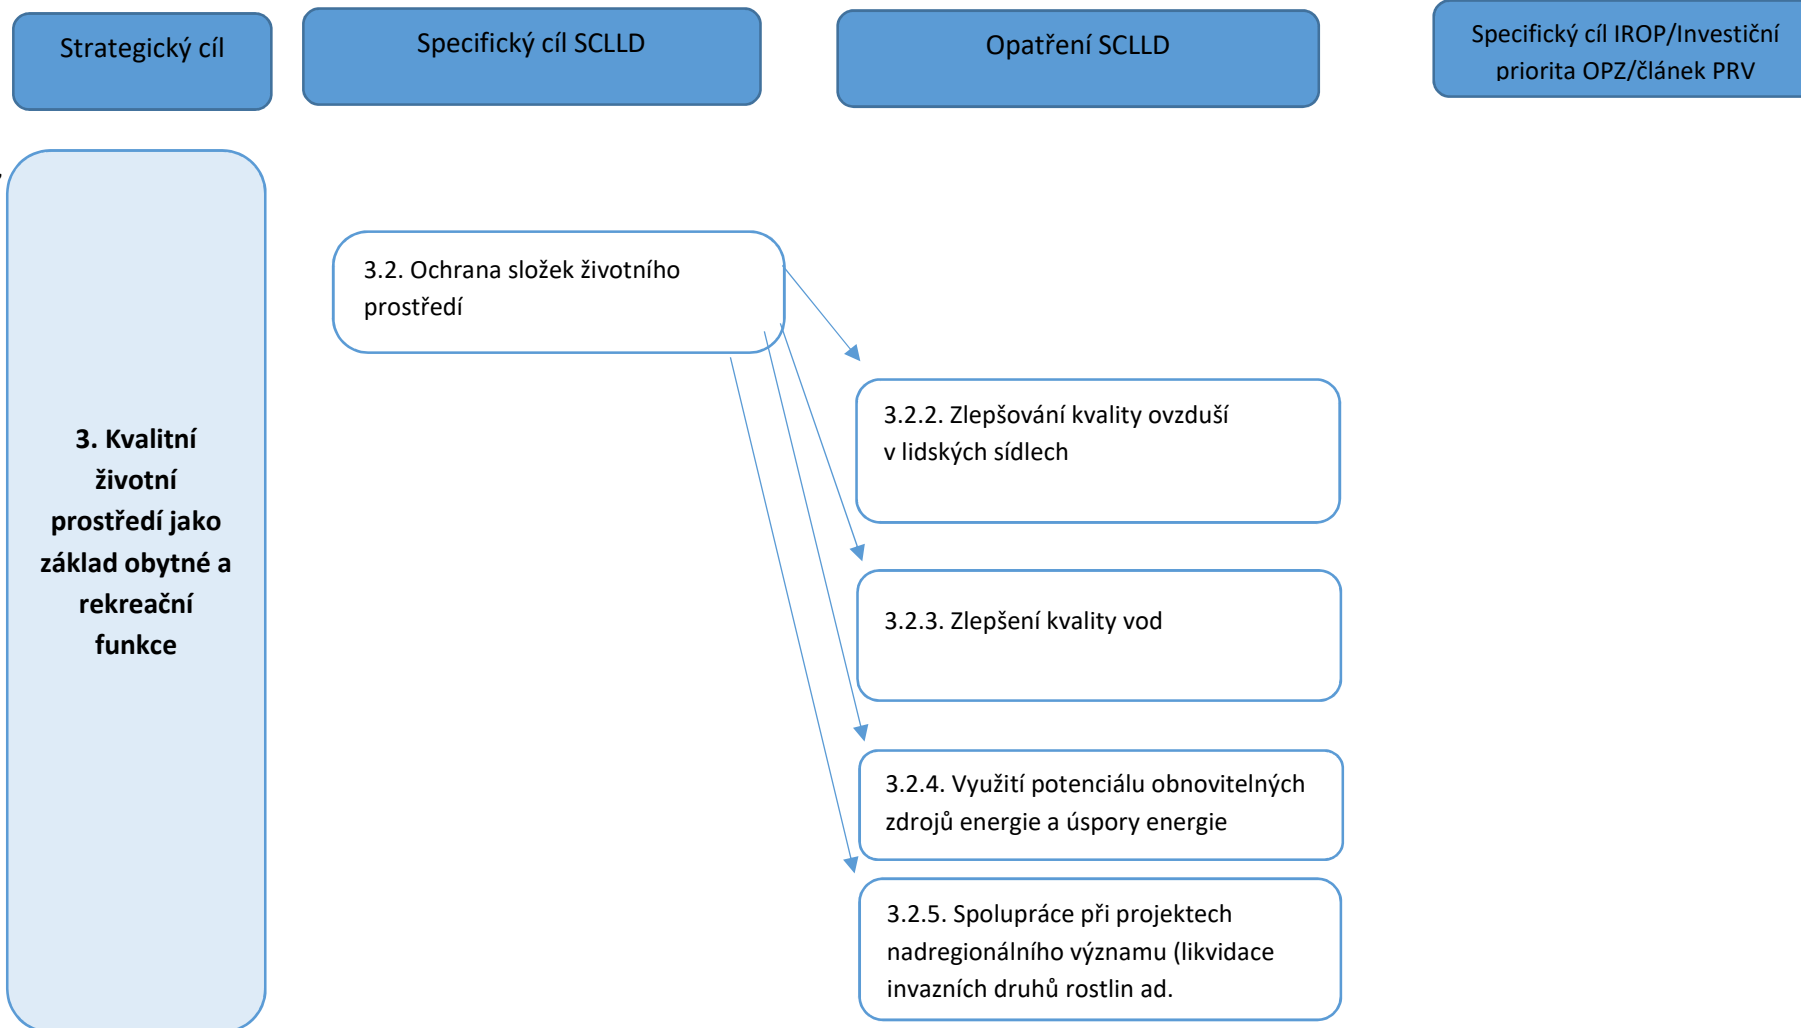 Strategický cíl
Specifický cíl SCLLD
Opatření SCLLD
Specifický cíl IROP/Investiční
priorita OPZ/článek PRV
3.2. Ochrana složek životního
prostředí
3. Kvalitní
životní
prostředí jako
základ obytné a
rekreační
funkce
3.2.2. Zlepšování kvality ovzduší
v lidských sídlech
3.2.3. Zlepšení kvality vod
3.2.4. Využití potenciálu obnovitelných
zdrojů energie a úspory energie
3.2.5. Spolupráce při projektech
nadregionálního významu (likvidace
invazních druhů rostlin ad.